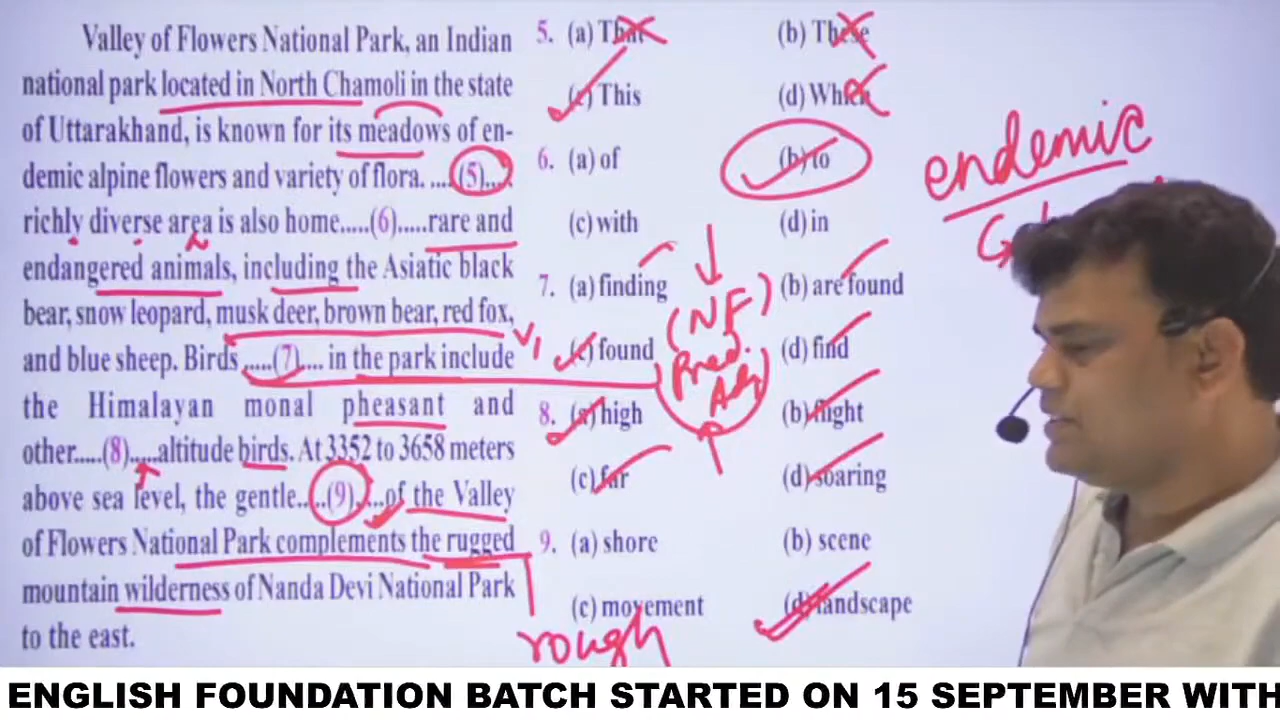 Valley of Flowers National Park, an Indian
national park located in North Chamoli in the state
of Uttarakhand, is known for its meadows of en-
demic alpine flowers and variety of flora. ....(5)....
richly diverse area is also home.....(6).....rare and
endangered animals, including the Asiatic black
bear, snow leopard, musk deer, brown bear, red fox,
and blue sheep. Birds .....(7).... in the park include
the Himalayan monal pheasant and
other.....(8).....altitude birds. At 3352 to 3658 meters
above sea level, the gentle.....(9).....of the Valley
of Flowers National Park complements the rugged
mountain wilderness of Nanda Devi National Park
to the east.
5. (a) That (b) These
(c) This (d) Which
6. (a) of (b) to
(c) with (d) in
7. (a) finding (b) are found
(c) found (d) find
8. (a) high (b) flight
(c) far (d) soaring
9. (a) shore (b) scene
(c) movement (d) landscape
endemic
(NF)
V1
rough
ENGLISH FOUNDATION BATCH STARTED ON 15 SEPTEMBER WITH